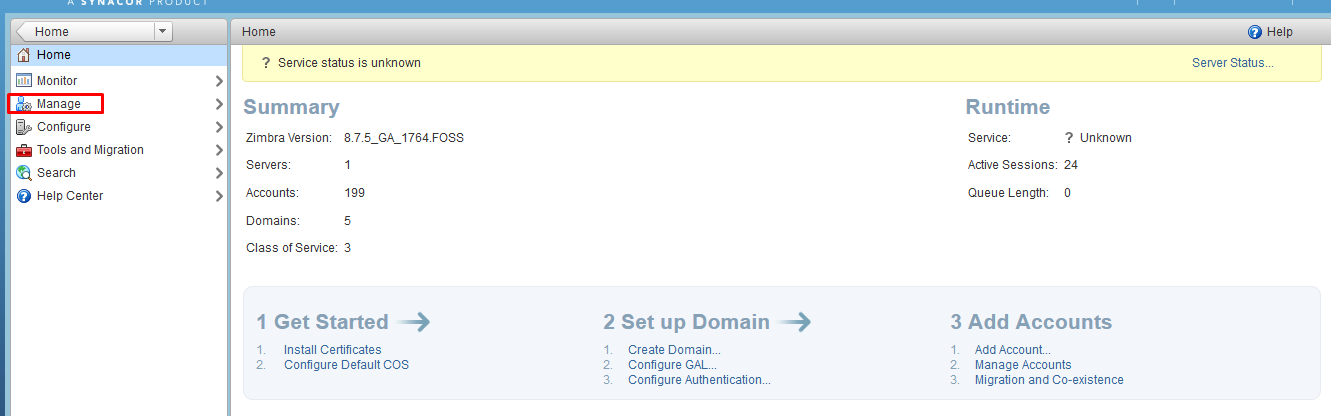 A SYNACOR PRODUCT
Home
Home
Help
Home
Monitor
Manage
Configure
Tools and Migration
Search
Help Center
? Service status is unknown
Server Status...
Summary
Zimbra Version: 8.7.5_GA_1764.FOSS
Servers: 1
Accounts: 199
Domains: 5
Class of Service: 3
Runtime
Service: ? Unknown
Active Sessions: 24
Queue Length: 0
1 Get Started
1. Install Certificates
2. Configure Default COS
2 Set up Domain
1. Create Domain...
2. Configure GAL...
3. Configure Authentication...
3 Add Accounts
1. Add Account...
2. Manage Accounts
3. Migration and Co-existence